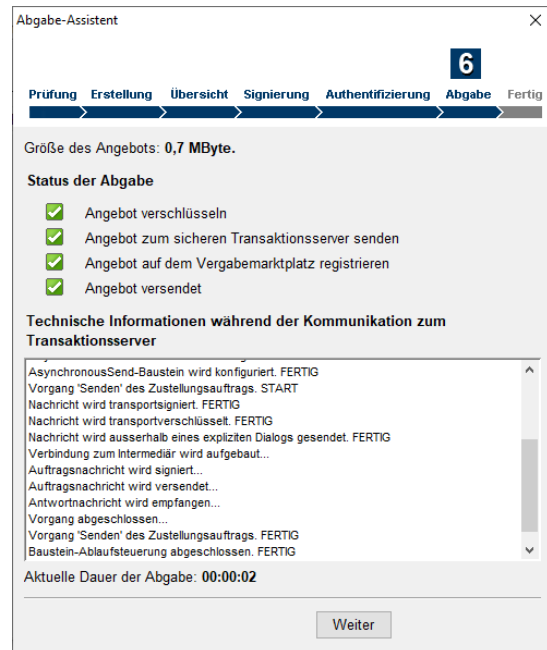 Abgabe-Assistent
6
Prüfung Erstellung Übersicht Signierung Authentifizierung Abgabe Fertig
Größe des Angebots: 0,7 MByte.
Status der Abgabe
Angebot verschlüsseln
Angebot zum sicheren Transaktionsserver senden
Angebot auf dem Vergabemarktplatz registrieren
Angebot versendet
Technische Informationen während der Kommunikation zum
Transaktionsserver
AsynchronousSend-Baustein wird konfiguriert. FERTIG
Vorgang 'Senden' des Zustellungsauftrags. START
Nachricht wird transportsigniert. FERTIG
Nachricht wird transportverschlüsselt. FERTIG
Nachricht wird ausserhalb eines expliziten Dialogs gesendet. FERTIG
Verbindung zum Intermediär wird aufgebaut...
Auftragsnachricht wird signiert...
Auftragsnachricht wird versendet...
Antwortnachricht wird empfangen...
Vorgang abgeschlossen...
Vorgang 'Senden' des Zustellungsauftrags. FERTIG
Baustein-Ablaufsteuerung abgeschlossen. FERTIG
Aktuelle Dauer der Abgabe: 00:00:02
Weiter